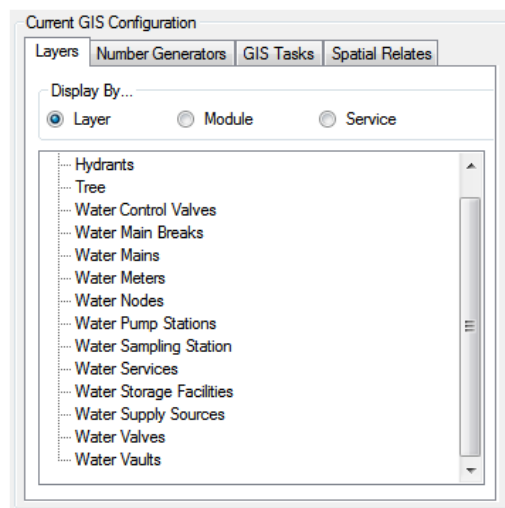 Current GIS Configuration
Layers Number Generators GIS Tasks Spatial Relates
Display By...
Layer Module Service
Hydrants
Tree
Water Control Valves
Water Main Breaks
Water Mains
Water Meters
Water Nodes
Water Pump Stations
Water Sampling Station
Water Services
Water Storage Facilities
Water Supply Sources
Water Valves
Water Vaults